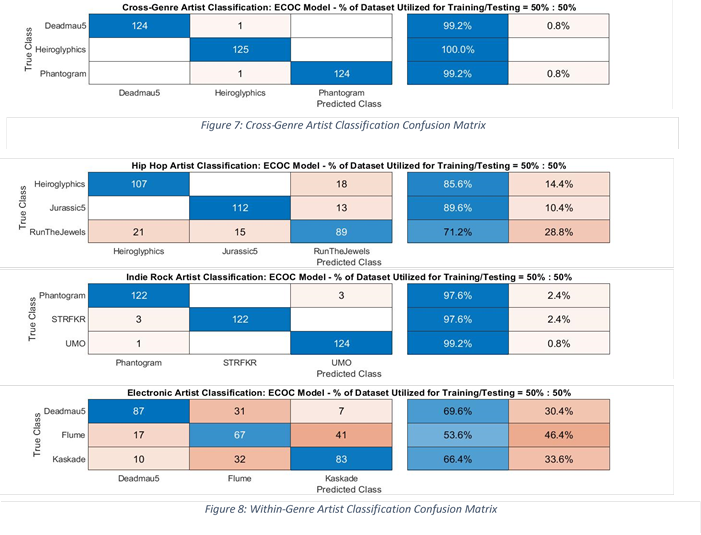 Cross-Genre Artist Classification: ECOC Model - % of Dataset Utilized for Training/Testing = 50% : 50%
True Class
Deadmau5 124 1 99.2% 0.8%
Heiroglyphics 125 100.0%
Phantogram 1 124 99.2% 0.8%
Deadmau5 Heiroglyphics Phantogram
Predicted Class
Figure 7: Cross-Genre Artist Classification Confusion Matrix
Hip Hop Artist Classification: ECOC Model - % of Dataset Utilized for Training/Testing = 50% : 50%
True Class
Heiroglyphics 107 18 85.6% 14.4%
Jurassic5 112 13 89.6% 10.4%
RunTheJewels 21 15 89 71.2% 28.8%
Heiroglyphics Jurassic5 RunTheJewels
Predicted Class
Indie Rock Artist Classification: ECOC Model - % of Dataset Utilized for Training/Testing = 50% : 50%
True Class
Phantogram 122 3 97.6% 2.4%
STRFKR 3 122 97.6% 2.4%
UMO 1 124 99.2% 0.8%
Phantogram STRFKR UMO
Predicted Class
Electronic Artist Classification: ECOC Model - % of Dataset Utilized for Training/Testing = 50% : 50%
True Class
Deadmau5 87 31 7 69.6% 30.4%
Flume 17 67 41 53.6% 46.4%
Kaskade 10 32 83 66.4% 33.6%
Deadmau5 Flume Kaskade
Predicted Class
Figure 8: Within-Genre Artist Classification Confusion Matrix